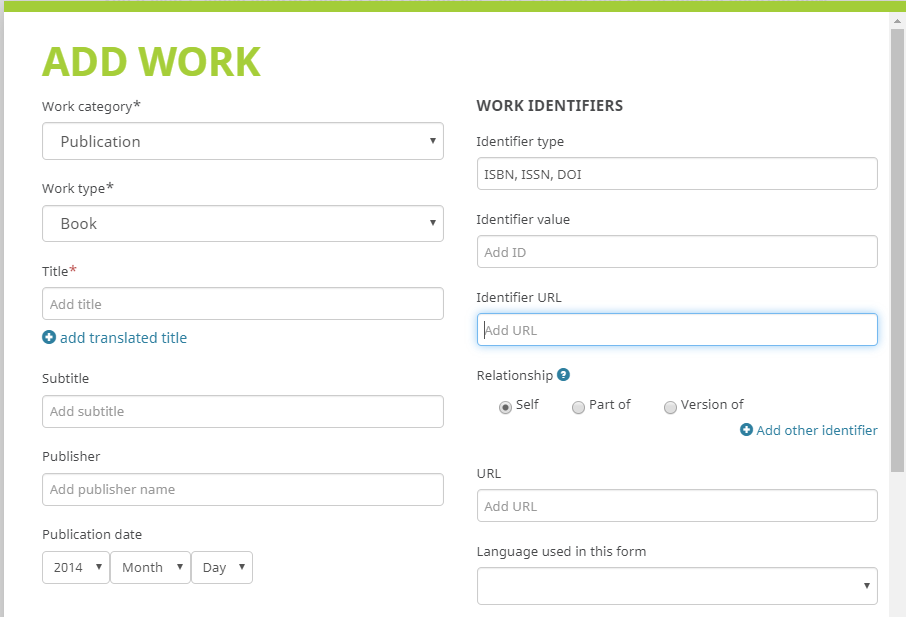 ADD WORK
Work category*
Publication
Work type*
Book
Title*
Add title
add translated title
Subtitle
Add subtitle
Publisher
Add publisher name
Publication date
2014 Month Day
WORK IDENTIFIERS
Identifier type
ISBN, ISSN, DOI
Identifier value
Add ID
Identifier URL
Add URL
Relationship ?
Self Part of Version of
Add other identifier
URL
Add URL
Language used in this form